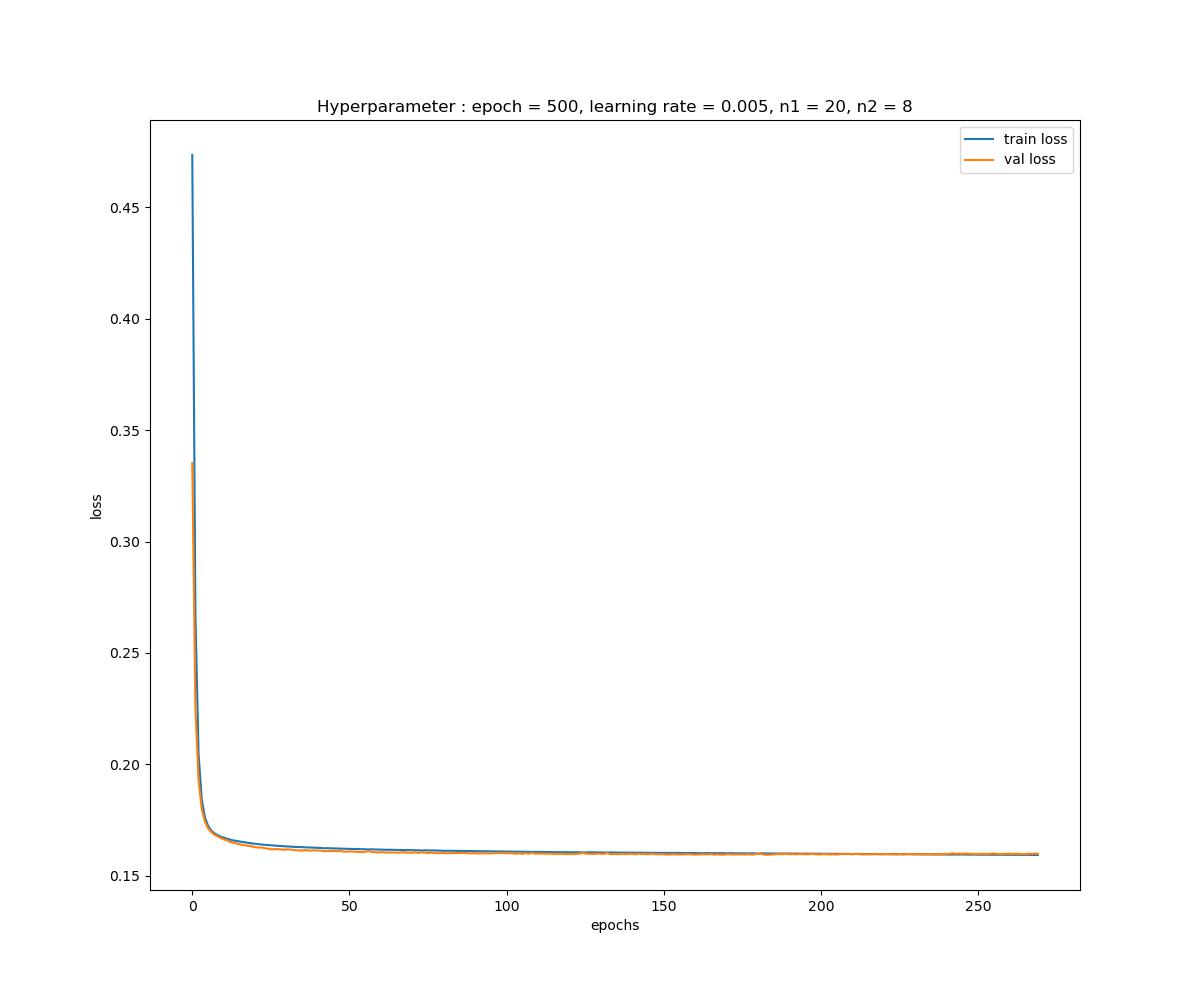 Hyperparameter : epoch = 500, learning rate = 0.005, n1 = 20, n2 = 8
train loss
val loss
0.45
0.40
0.35
0.30
0.25
0.20
0.15
loss
0
50
100
150
200
250
epochs